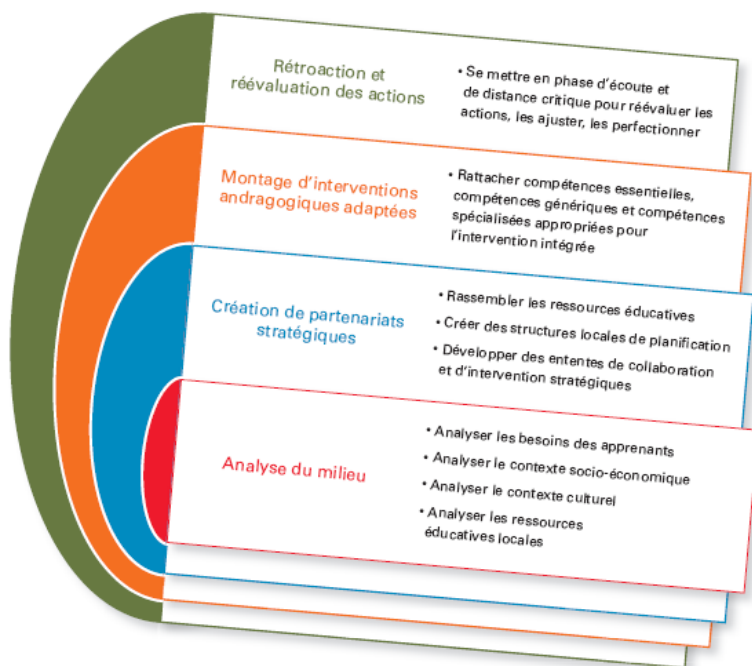 Rétroaction et
réévaluation des actions
• Se mettre en phase d'écoute et
de distance critique pour réévaluer les
actions, les ajuster, les perfectionner
Montage d'interventions
andragogiques adaptées
• Rattacher compétences essentielles,
compétences génériques et compétences
spécialisées appropriées pour
l'intervention intégrée
Création de partenariats
stratégiques
• Rassembler les ressources éducatives
• Créer des structures locales de planification
• Développer des ententes de collaboration
et d'intervention stratégiques
Analyse du milieu
• Analyser les besoins des apprenants
• Analyser le contexte socio-économique
• Analyser le contexte culturel
• Analyser les ressources
éducatives locales